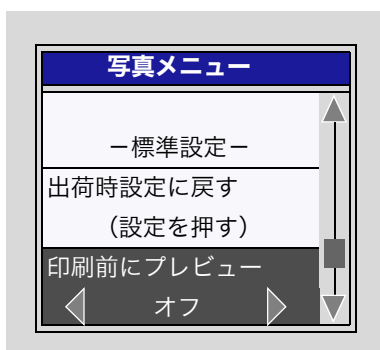 写真メニュー
－標準設定－
出荷時設定に戻す
（設定を押す）
印刷前にプレビュー
オフ